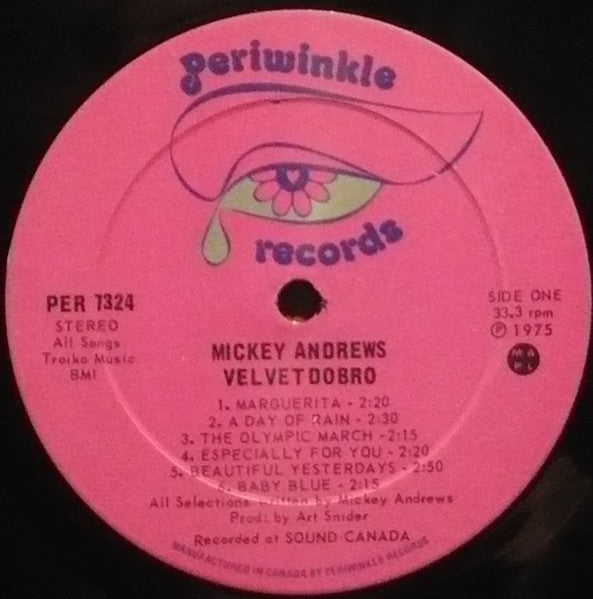 periwinkle
records
PER 7324
STEREO
All Songs
Troika Music
BMI
SIDE ONE
33.3 rpm
Ⓟ 1975
M A
P L
MICKEY ANDREWS
VELVET DOBRO
1. MARGUERITA - 2:20
2. A DAY OF RAIN - 2:30
3. THE OLYMPIC MARCH - 2:15
4. ESPECIALLY FOR YOU - 2:20
5. BEAUTIFUL YESTERDAYS - 2:50
6. BABY BLUE - 2:15
All Selections written by Mickey Andrews
Prod: by Art Snider
Recorded at SOUND CANADA
MANUFACTURED IN CANADA BY PERIWINKLE RECORDS